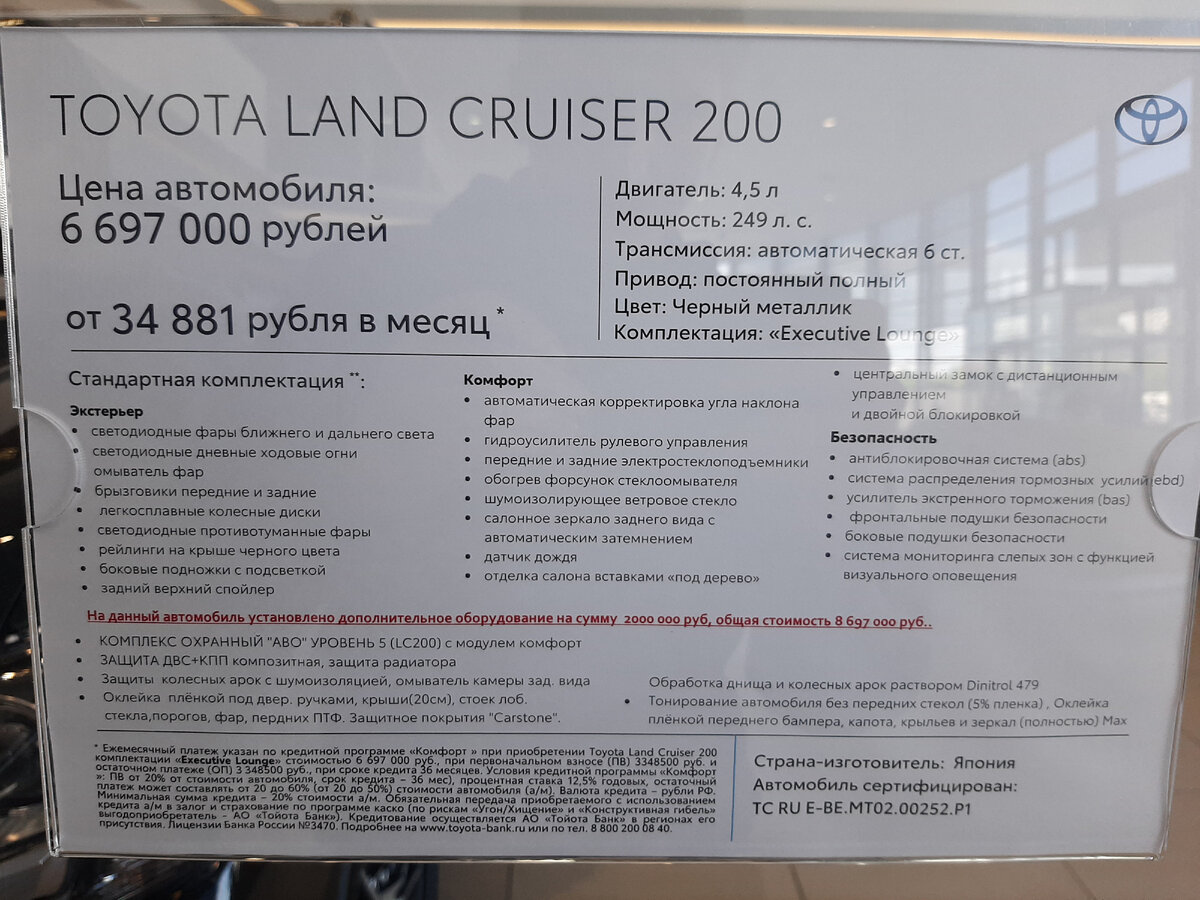 TOYOTA LAND CRUISER 200
Цена автомобиля:
6 697 000 рублей
от 34 881 рубля в месяц *
Двигатель: 4,5 л
Мощность: 249 л. с.
Трансмиссия: автоматическая 6 ст.
Привод: постоянный полный
Цвет: Черный металлик
Комплектация: «Executive Lounge»
Стандартная комплектация **:
Экстерьер
• светодиодные фары ближнего и дальнего света
• светодиодные дневные ходовые огни
омыватель фар
• брызговики передние и задние
• легкосплавные колесные диски
• светодиодные противотуманные фары
• рейлинги на крыше черного цвета
• боковые подножки с подсветкой
• задний верхний спойлер
Комфорт
• автоматическая корректировка угла наклона
фар
• гидроусилитель рулевого управления
• передние и задние электростеклоподъемники
• обогрев форсунок стеклоомывателя
• шумоизолирующее ветровое стекло
• салонное зеркало заднего вида с
автоматическим затемнением
• датчик дождя
• отделка салона вставками «под дерево»
• центральный замок с дистанционным
управлением
и двойной блокировкой
Безопасность
• антиблокировочная система (abs)
• система распределения тормозных усилий (ebd)
• усилитель экстренного торможения (bas)
• фронтальные подушки безопасности
• боковые подушки безопасности
• система мониторинга слепых зон с функцией
визуального оповещения
На данный автомобиль установлено дополнительное оборудование на сумму 2000 000 руб, общая стоимость 8 697 000 руб..
• КОМПЛЕКС ОХРАННЫЙ "АВО" УРОВЕНЬ 5 (LC200) с модулем комфорт
• ЗАЩИТА ДВС+КПП композитная, защита радиатора
• Защиты колесных арок с шумоизоляцией, омыватель камеры зад. вида
• Оклейка плёнкой под двер. ручками, крыши(20см), стоек лоб.
стекла,порогов, фар, пердних ПТФ. Защитное покрытия "Carstone".
Обработка днища и колесных арок раствором Dinitrol 479
• Тонирование автомобиля без передних стекол (5% пленка) , Оклейка
плёнкой переднего бампера, капота, крыльев и зеркал (полностью) Max
* Ежемесячный платеж указан по кредитной программе «Комфорт » при приобретении Toyota Land Cruiser 200
комплектации «Executive Lounge» стоимостью 6 697 000 руб., при первоначальном взносе (ПВ) 3348500 руб. и
остаточном платеже (ОП) 3 348500 руб., при сроке кредита 36 месяцев. Условия кредитной программы «Комфорт
»: ПВ от 20% от стоимости автомобиля, срок кредита – 36 мес), процентная ставка 12,5% годовых, остаточный
платеж может составлять от 20 до 60% (от 20 до 50%) стоимости автомобиля (а/м). Валюта кредита – рубли РФ.
Минимальная сумма кредита – 20% стоимости а/м. Обязательная передача приобретаемого с использованием
кредита а/м в залог и страхование по программе каско (по рискам «Угон/Хищение» и «Конструктивная гибель»
выгодоприобретатель - АО «Тойота Банк»). Кредитование осуществляется АО «Тойота Банк» в регионах его
присутствия. Лицензии Банка России №3470. Подробнее на www.toyota-bank.ru или по тел. 8 800 200 08 40.
Страна-изготовитель: Япония
Автомобиль сертифицирован:
ТС RU Е-ВЕ.МТ02.00252.Р1